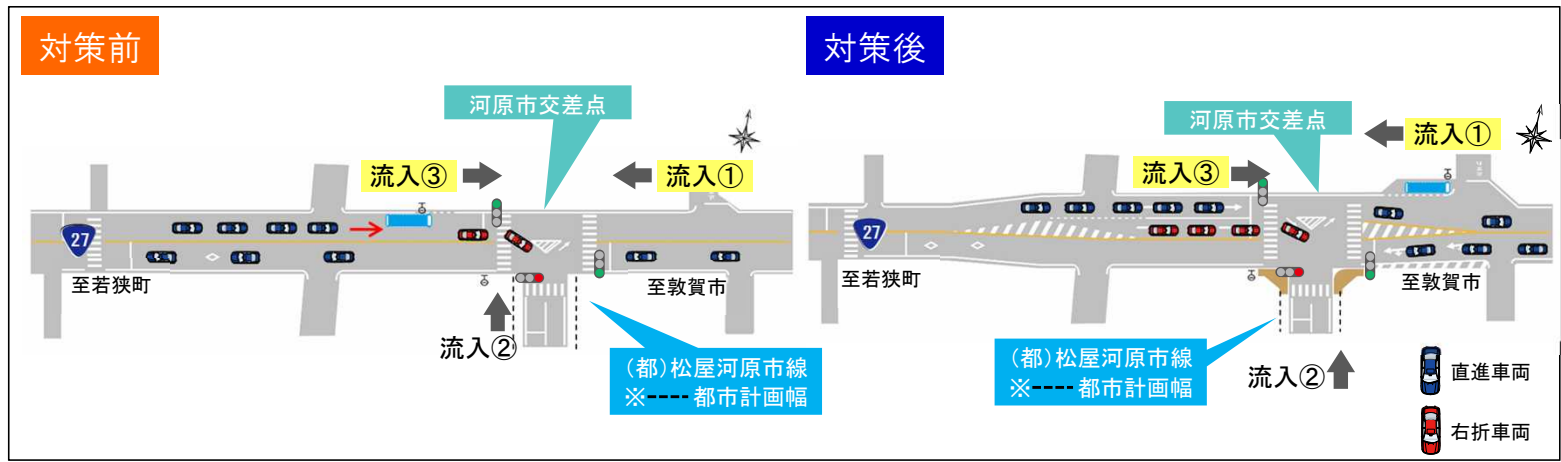 対策前
河原市交差点
流入③
流入①
27
至若狭町
至敦賀市
流入②
(都)松屋河原市線
※---- 都市計画幅
対策後
河原市交差点
流入①
流入③
27
至若狭町
至敦賀市
(都)松屋河原市線
※---- 都市計画幅
流入②
直進車両
右折車両